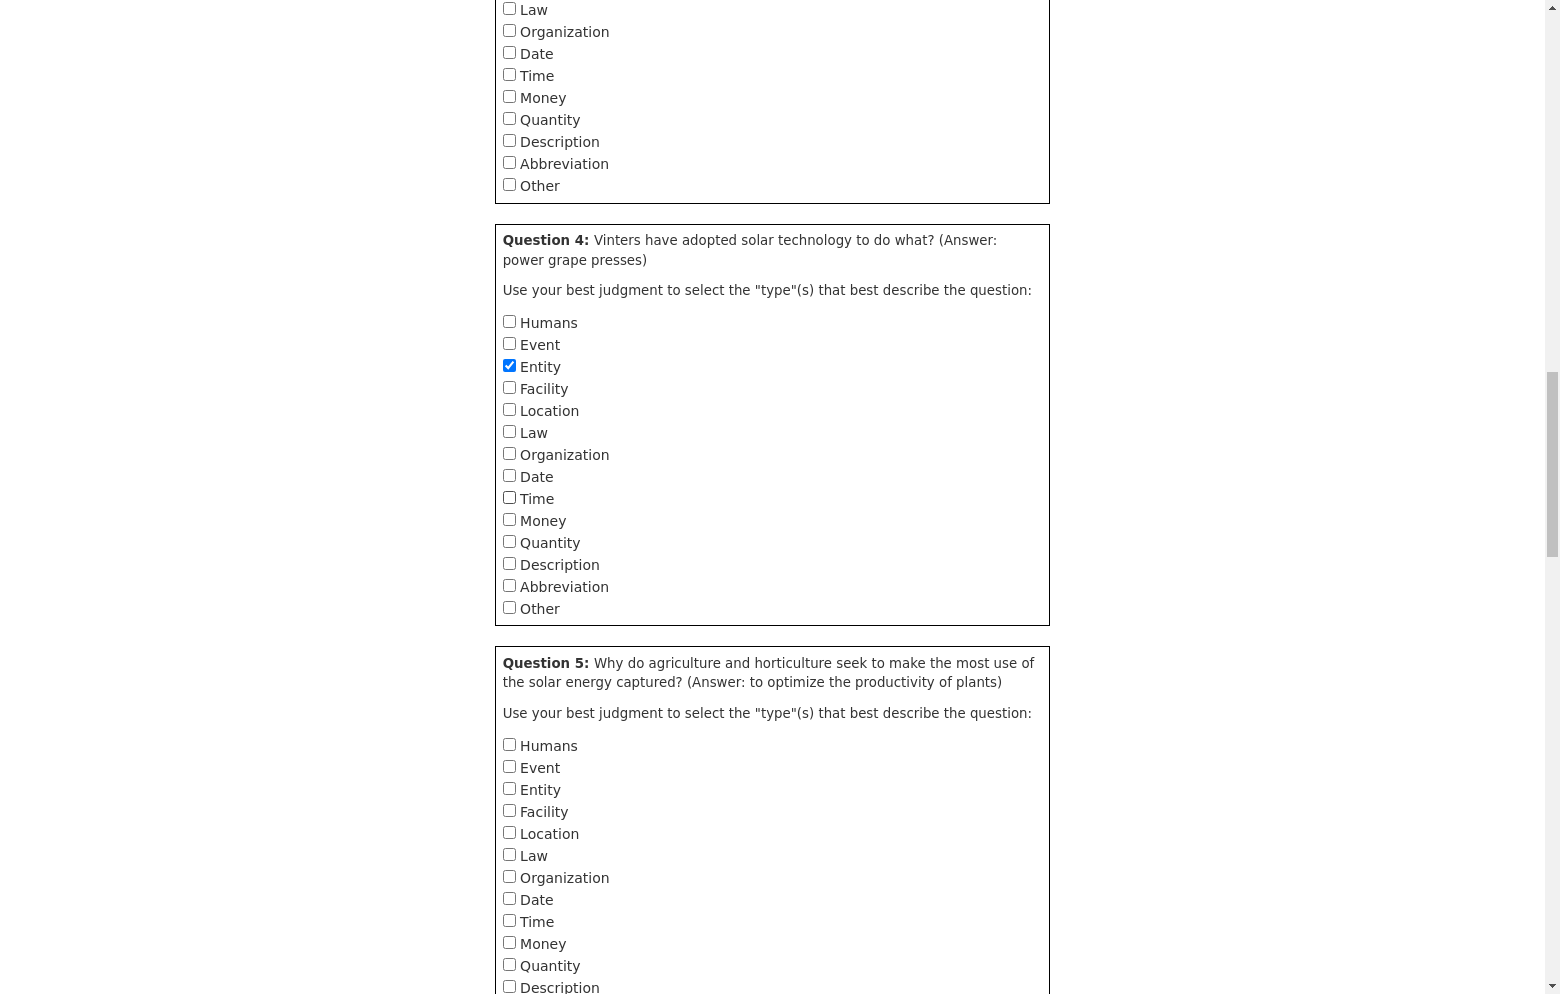 Law
Organization
Date
Time
Money
Quantity
Description
Abbreviation
Other
Question 4: Vinters have adopted solar technology to do what? (Answer:
power grape presses)
Use your best judgment to select the "type"(s) that best describe the question:
Humans
Event
Entity
Facility
Location
Law
Organization
Date
Time
Money
Quantity
Description
Abbreviation
Other
Question 5: Why do agriculture and horticulture seek to make the most use of
the solar energy captured? (Answer: to optimize the productivity of plants)
Use your best judgment to select the "type"(s) that best describe the question:
Humans
Event
Entity
Facility
Location
Law
Organization
Date
Time
Money
Quantity
Description